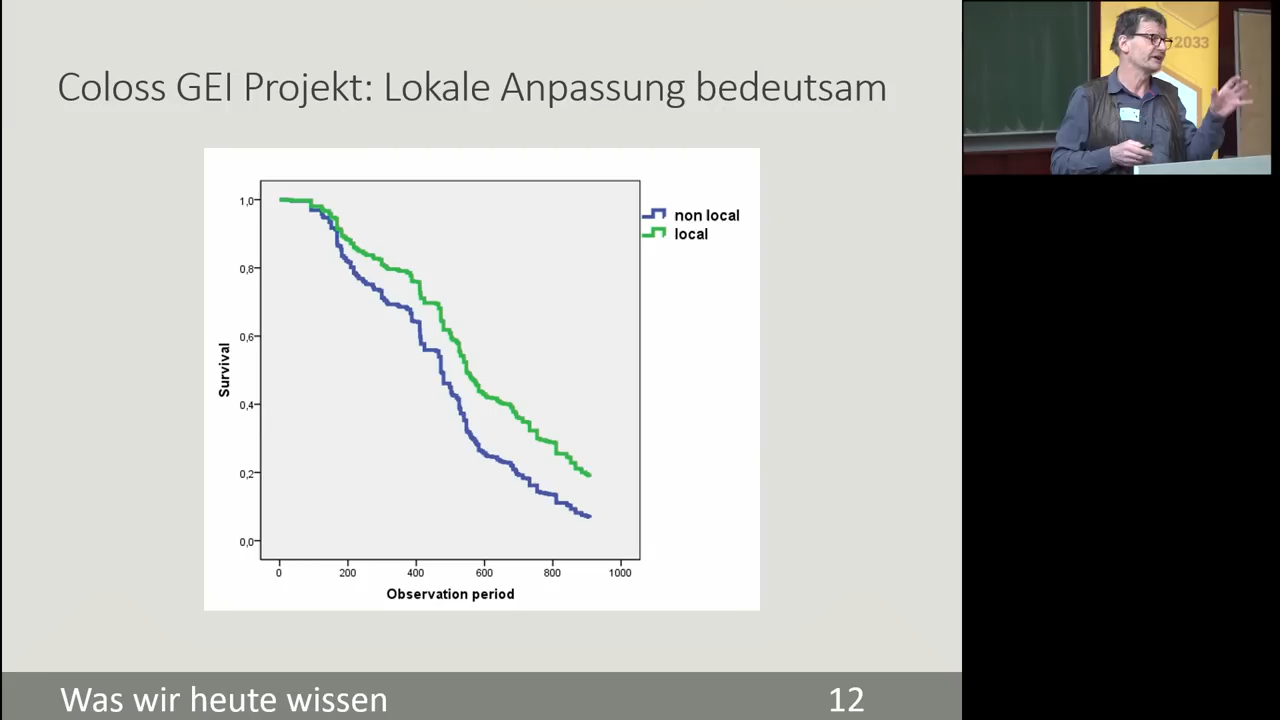 Coloss GEI Projekt: Lokale Anpassung bedeutsam
2033
non local
local
1,0
0,8
0,6
0,4
0,2
0,0
Survival
0
200
400
600
800
1000
Observation period
Was wir heute wissen
12